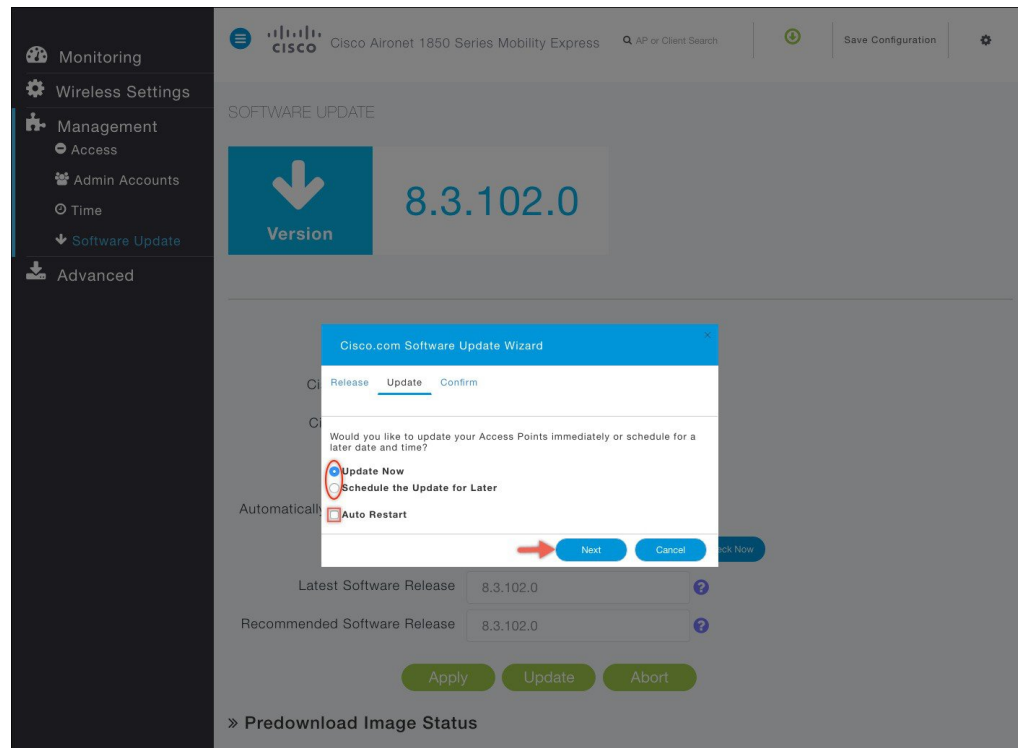 Monitoring
Wireless Settings
Management
Access
Admin Accounts
Time
Software Update
Advanced
CISCO Cisco Aironet 1850 Series Mobility Express
AP or Client Search
Save Configuration
SOFTWARE UPDATE
Version
8.3.102.0
Cisco.com Software Update Wizard
Release Update Confirm
Would you like to update your Access Points immediately or schedule for a
later date and time?
Update Now
Schedule the Update for Later
Auto Restart
Next Cancel
Ci
Ci
Automatically
ck Now
Latest Software Release 8.3.102.0
Recommended Software Release 8.3.102.0
Apply Update Abort
» Predownload Image Status